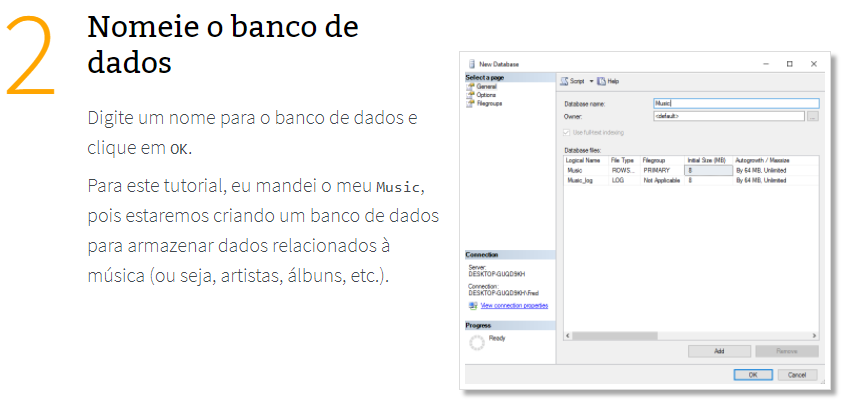 2
Nomeie o banco de
dados
Digite um nome para o banco de dados e
clique em OK.
Para este tutorial, eu mandei o meu Music,
pois estaremos criando um banco de dados
para armazenar dados relacionados à
música (ou seja, artistas, álbuns, etc.).
New Database
Select a page
General
Options
Filegroups
Script Help
Database name: Music
Owner: <default> ...
Use full-text indexing
Database files:
Logical Name File Type Filegroup Initial Size (MB) Autogrowth / Maxsize
Music ROWS... PRIMARY 8 By 64 MB, Unlimited
Music_log LOG Not Applicable 8 By 64 MB, Unlimited
Connection
Server:
DESKTOP-GUQD9KH
Connection:
DESKTOP-GUQD9KH\Fred
View connection properties
Progress
Ready
Add Remove
OK Cancel